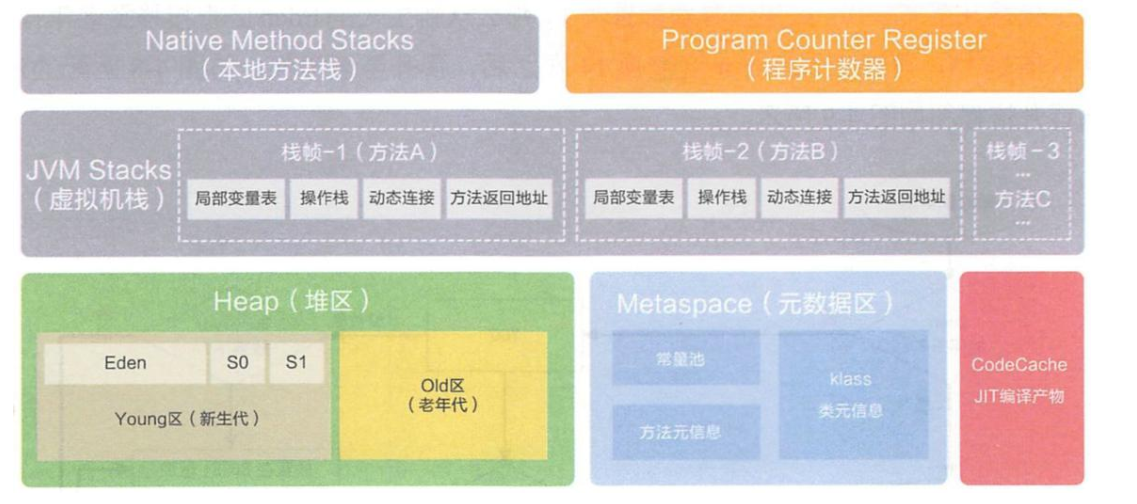 Native Method Stacks
（本地方法栈）
Program Counter Register
（程序计数器）
JVM Stacks
（虚拟机栈）
栈帧-1（方法A）
局部变量表
操作栈
动态连接
方法返回地址
栈帧-2（方法B）
局部变量表
操作栈
动态连接
方法返回地址
栈帧-3
...
方法C
...
Heap（堆区）
Eden
S0
S1
Young区（新生代）
Old区
（老年代）
Metaspace（元数据区）
常量池
方法元信息
klass
类元信息
CodeCache
JIT编译产物